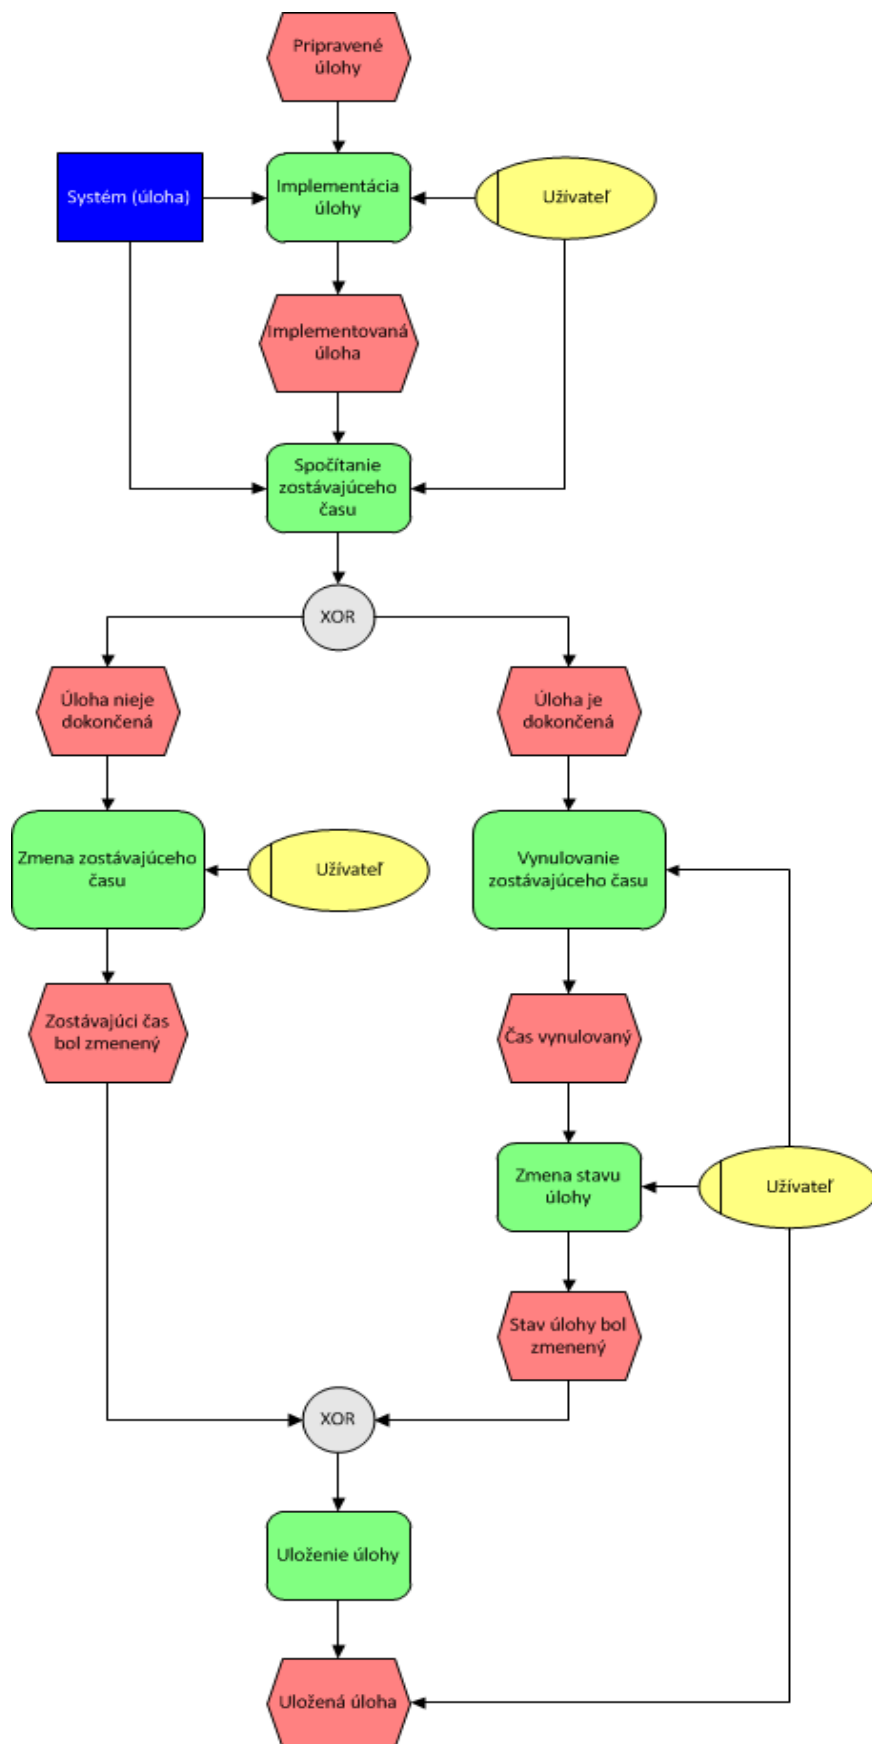 Pripravené
úlohy
Systém (úloha)
Implementácia
úlohy
Užívateľ
Implementovaná
úloha
Spočítanie
zostávajúceho
času
XOR
Úloha nieje
dokončená
Úloha je
dokončená
Zmena zostávajúceho
času
Užívateľ
Vynulovanie
zostávajúceho času
Zostávajúci čas
bol zmenený
Čas vynulovaný
Zmena stavu
úlohy
Užívateľ
Stav úlohy bol
zmenený
XOR
Uloženie úlohy
Uložená úloha